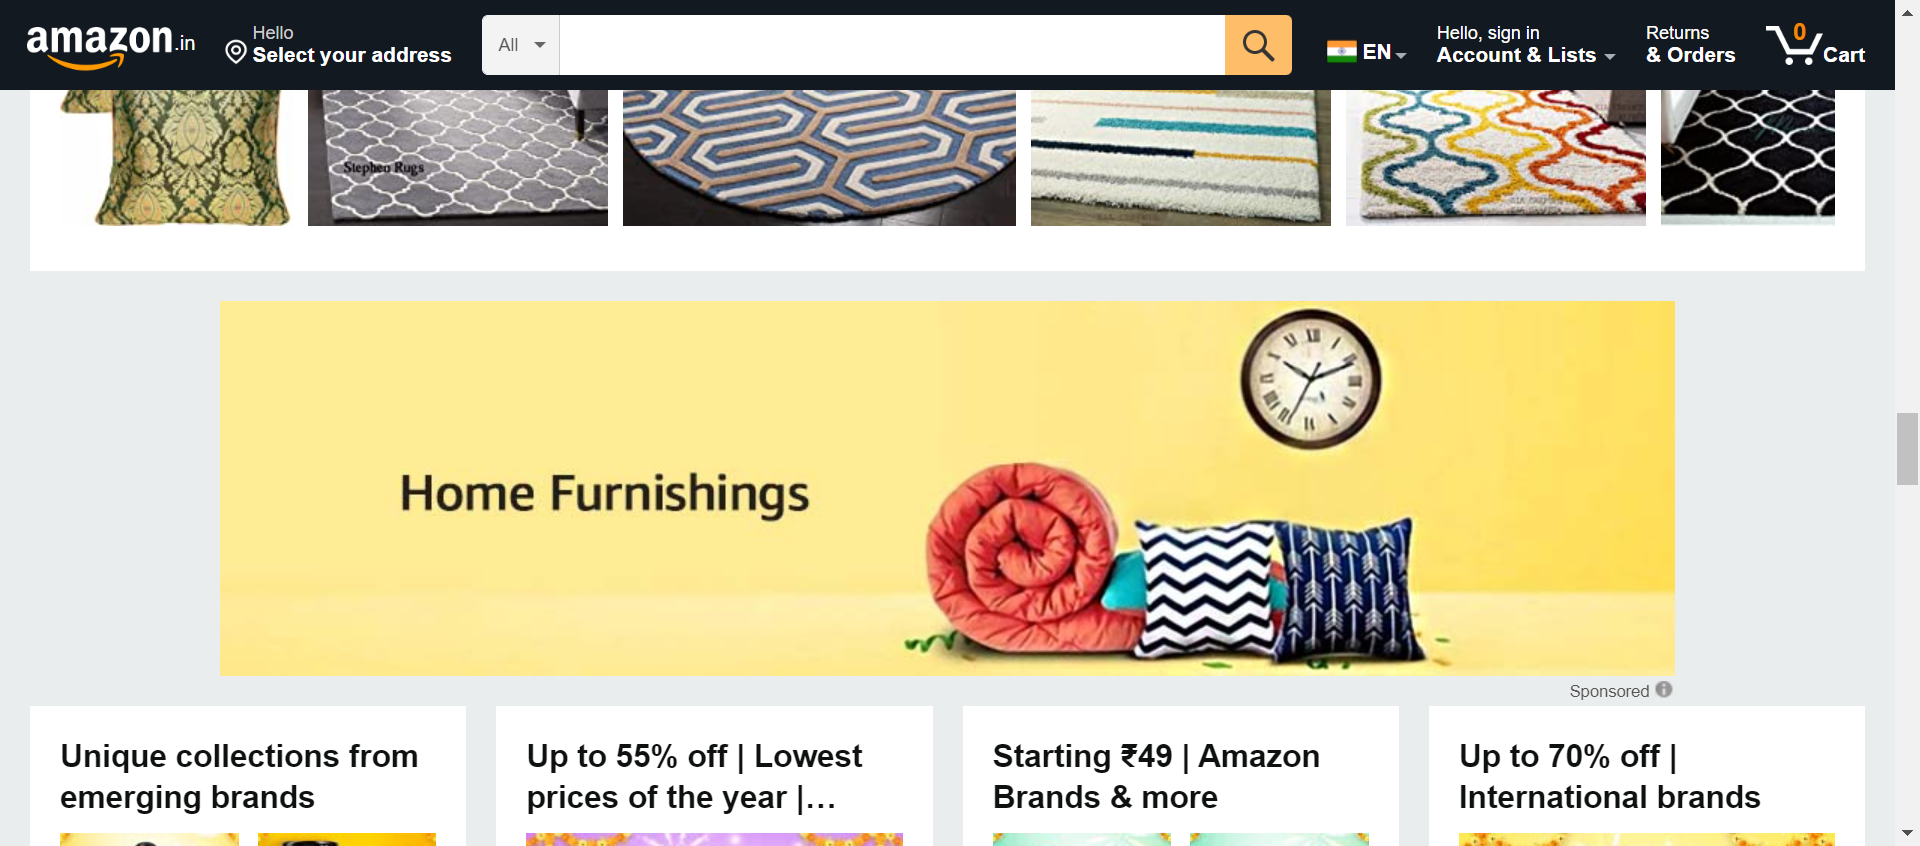 amazon.in
Hello
Select your address
All
EN
Hello, sign in
Account & Lists
Returns
& Orders
0
Cart
Stephen Rugs
Home Furnishings
Sponsored
Unique collections from
emerging brands
Up to 55% off | Lowest
prices of the year |...
Starting ₹49 | Amazon
Brands & more
Up to 70% off |
International brands